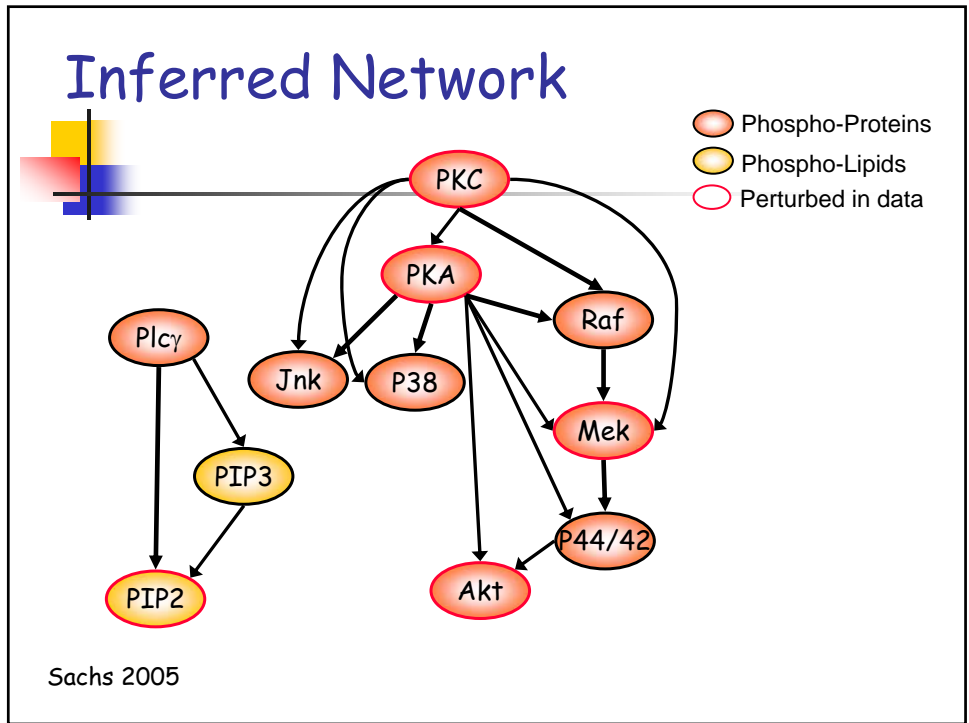 Inferred Network
Phospho-Proteins
Phospho-Lipids
Perturbed in data
PKC
PKA
Raf
Plcγ
Jnk
P38
Mek
PIP3
P44/42
Akt
PIP2
Sachs 2005